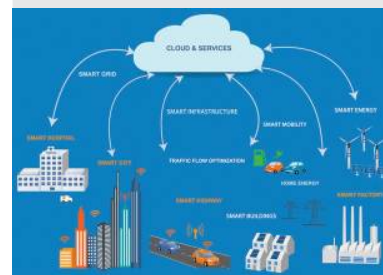 CLOUD & SERVICES
SMART GRID
SMART ENERGY
SMART INFRASTRUCTURE
SMART MOBILITY
SMART HOSPITAL
SMART CITY
TRAFFIC FLOW OPTIMIZATION
HOME ENERGY
SMART FACTORY
SMART HIGHWAY
SMART BUILDINGS